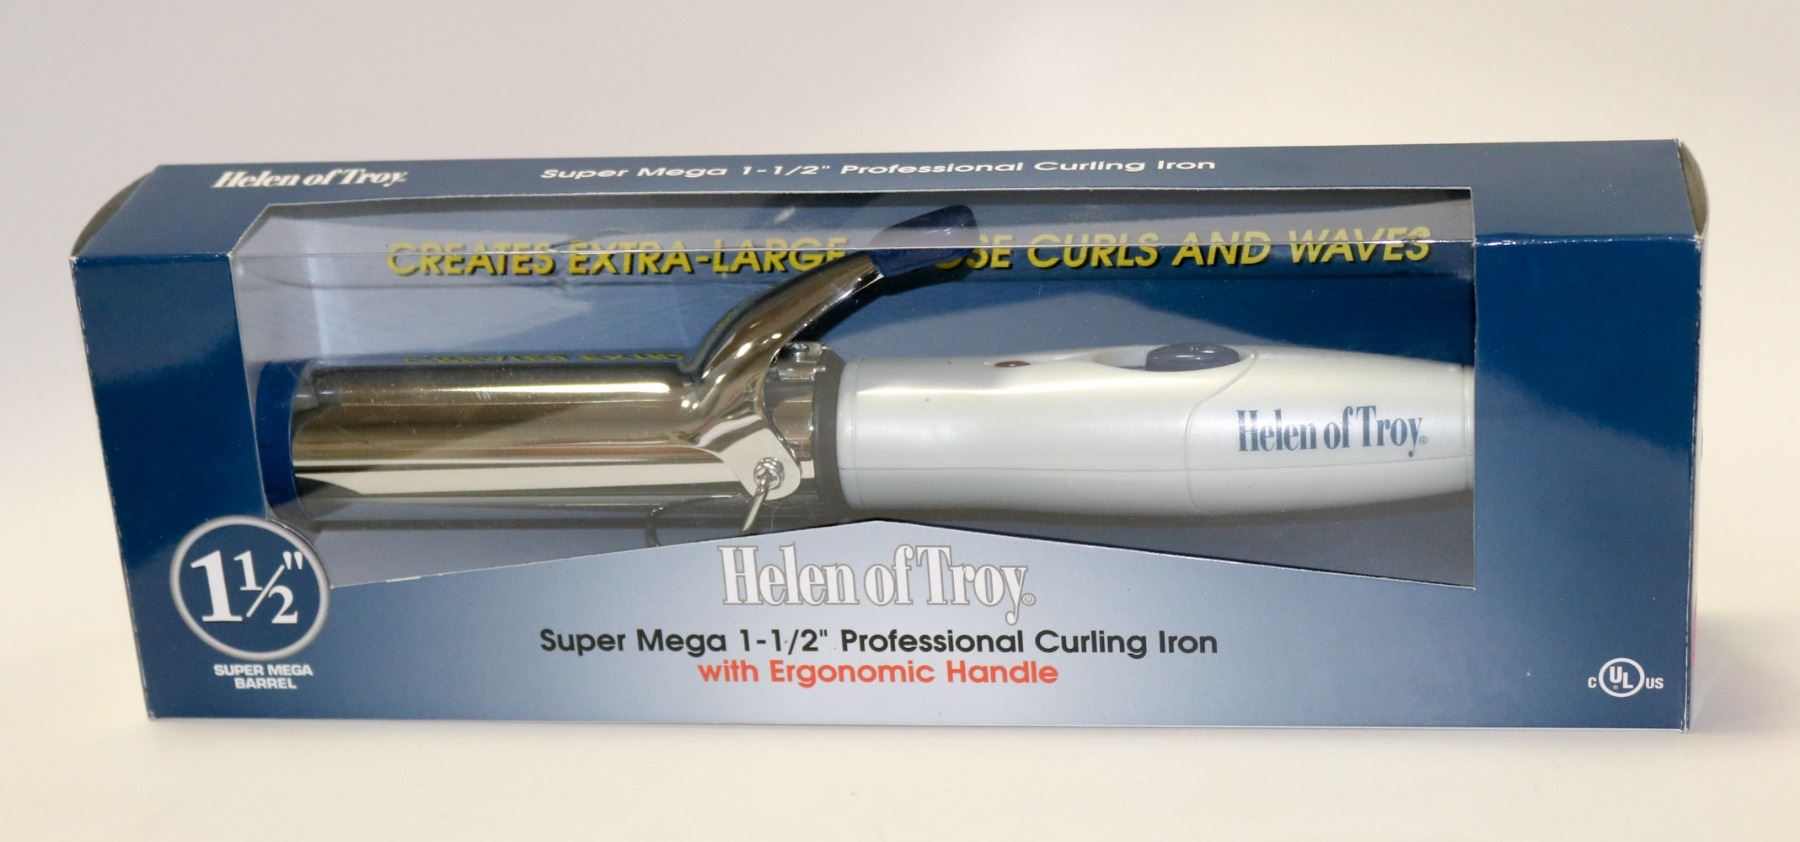 Helen of Troy®
Super Mega 1-1/2" Professional Curling Iron
CREATES EXTRA-LARGE OSE CURLS AND WAVES
Helen of Troy®
1½"
SUPER MEGA
BARREL
Helen of Troy®
Super Mega 1-1/2" Professional Curling Iron
with Ergonomic Handle
C UL® US